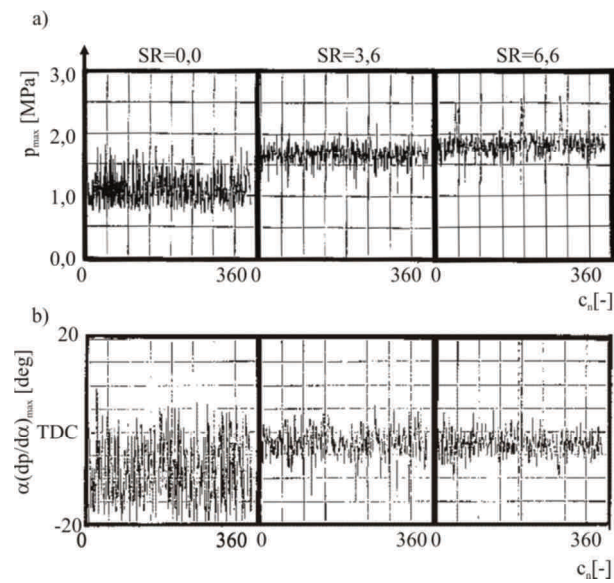 a)
SR=0,0 SR=3,6 SR=6,6
p_max [MPa]
3,0
2,0
1,0
0,0
0 360 0 360 0 360
c_n[-]
b)
α(dp/dα)_max [deg]
20
TDC
-20
0 360 0 360 0 360
c_n[-]